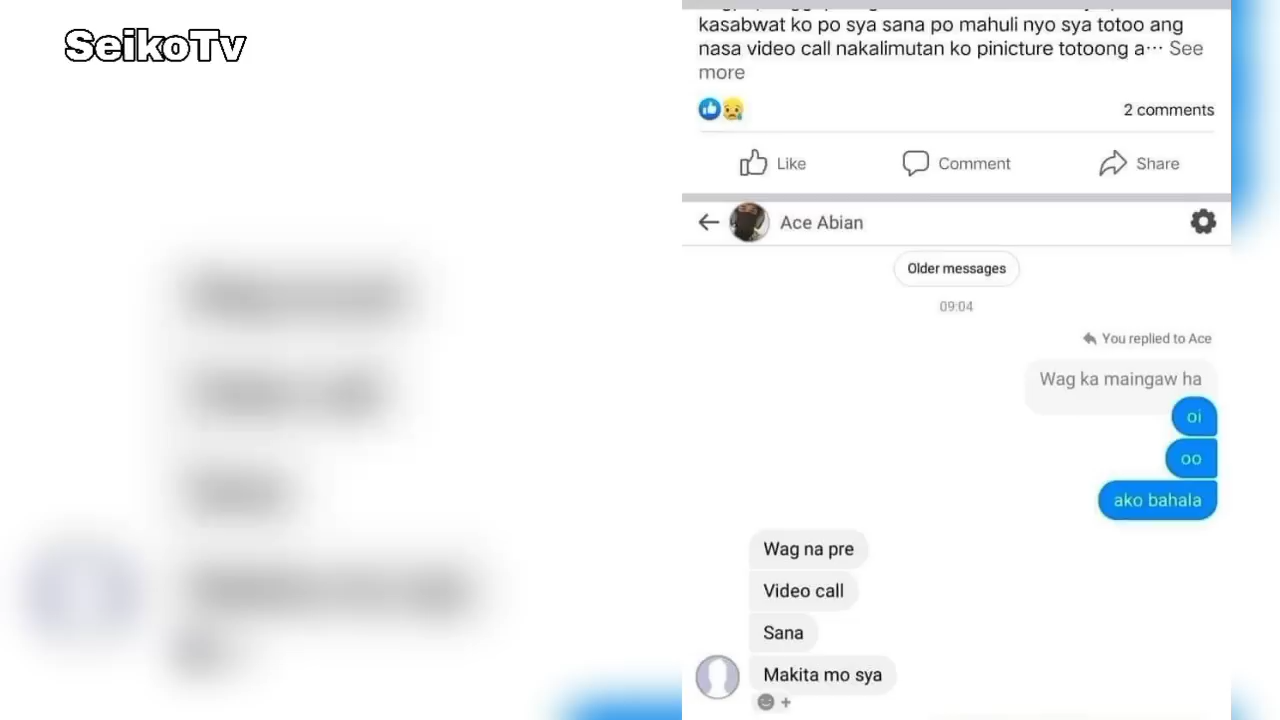 SeikoTv
kasabwat ko po sya sana po mahuli nyo sya totoo ang
nasa video call nakalimutan ko pinicture totoong a··· See
more
2 comments
Like
Comment
Share
Ace Abian
Older messages
09:04
You replied to Ace
Wag ka maingaw ha
oi
oo
ako bahala
Wag na pre
Video call
Sana
Makita mo sya